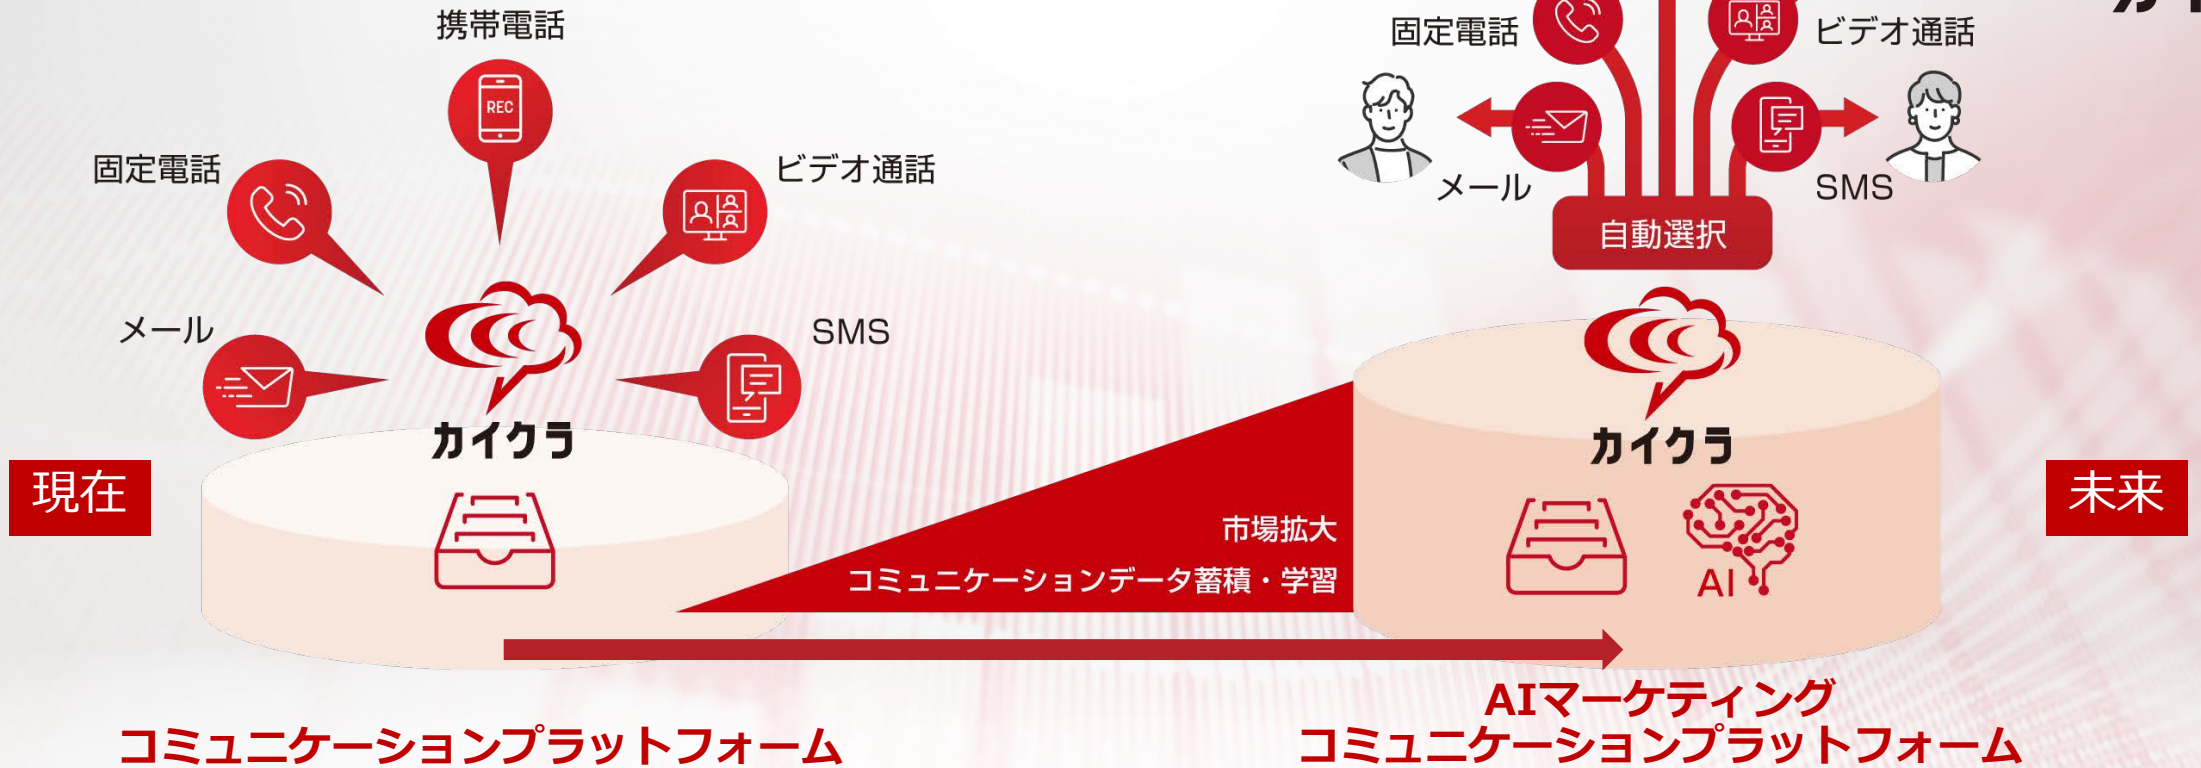 携帯電話
REC
固定電話
ビデオ通話
メール
SMS
カイクラ
現在
コミュニケーションプラットフォーム
市場拡大
コミュニケーションデータ蓄積・学習
固定電話
ビデオ通話
メール
SMS
自動選択
カイクラ
AI
未来
AIマーケティング
コミュニケーションプラットフォーム